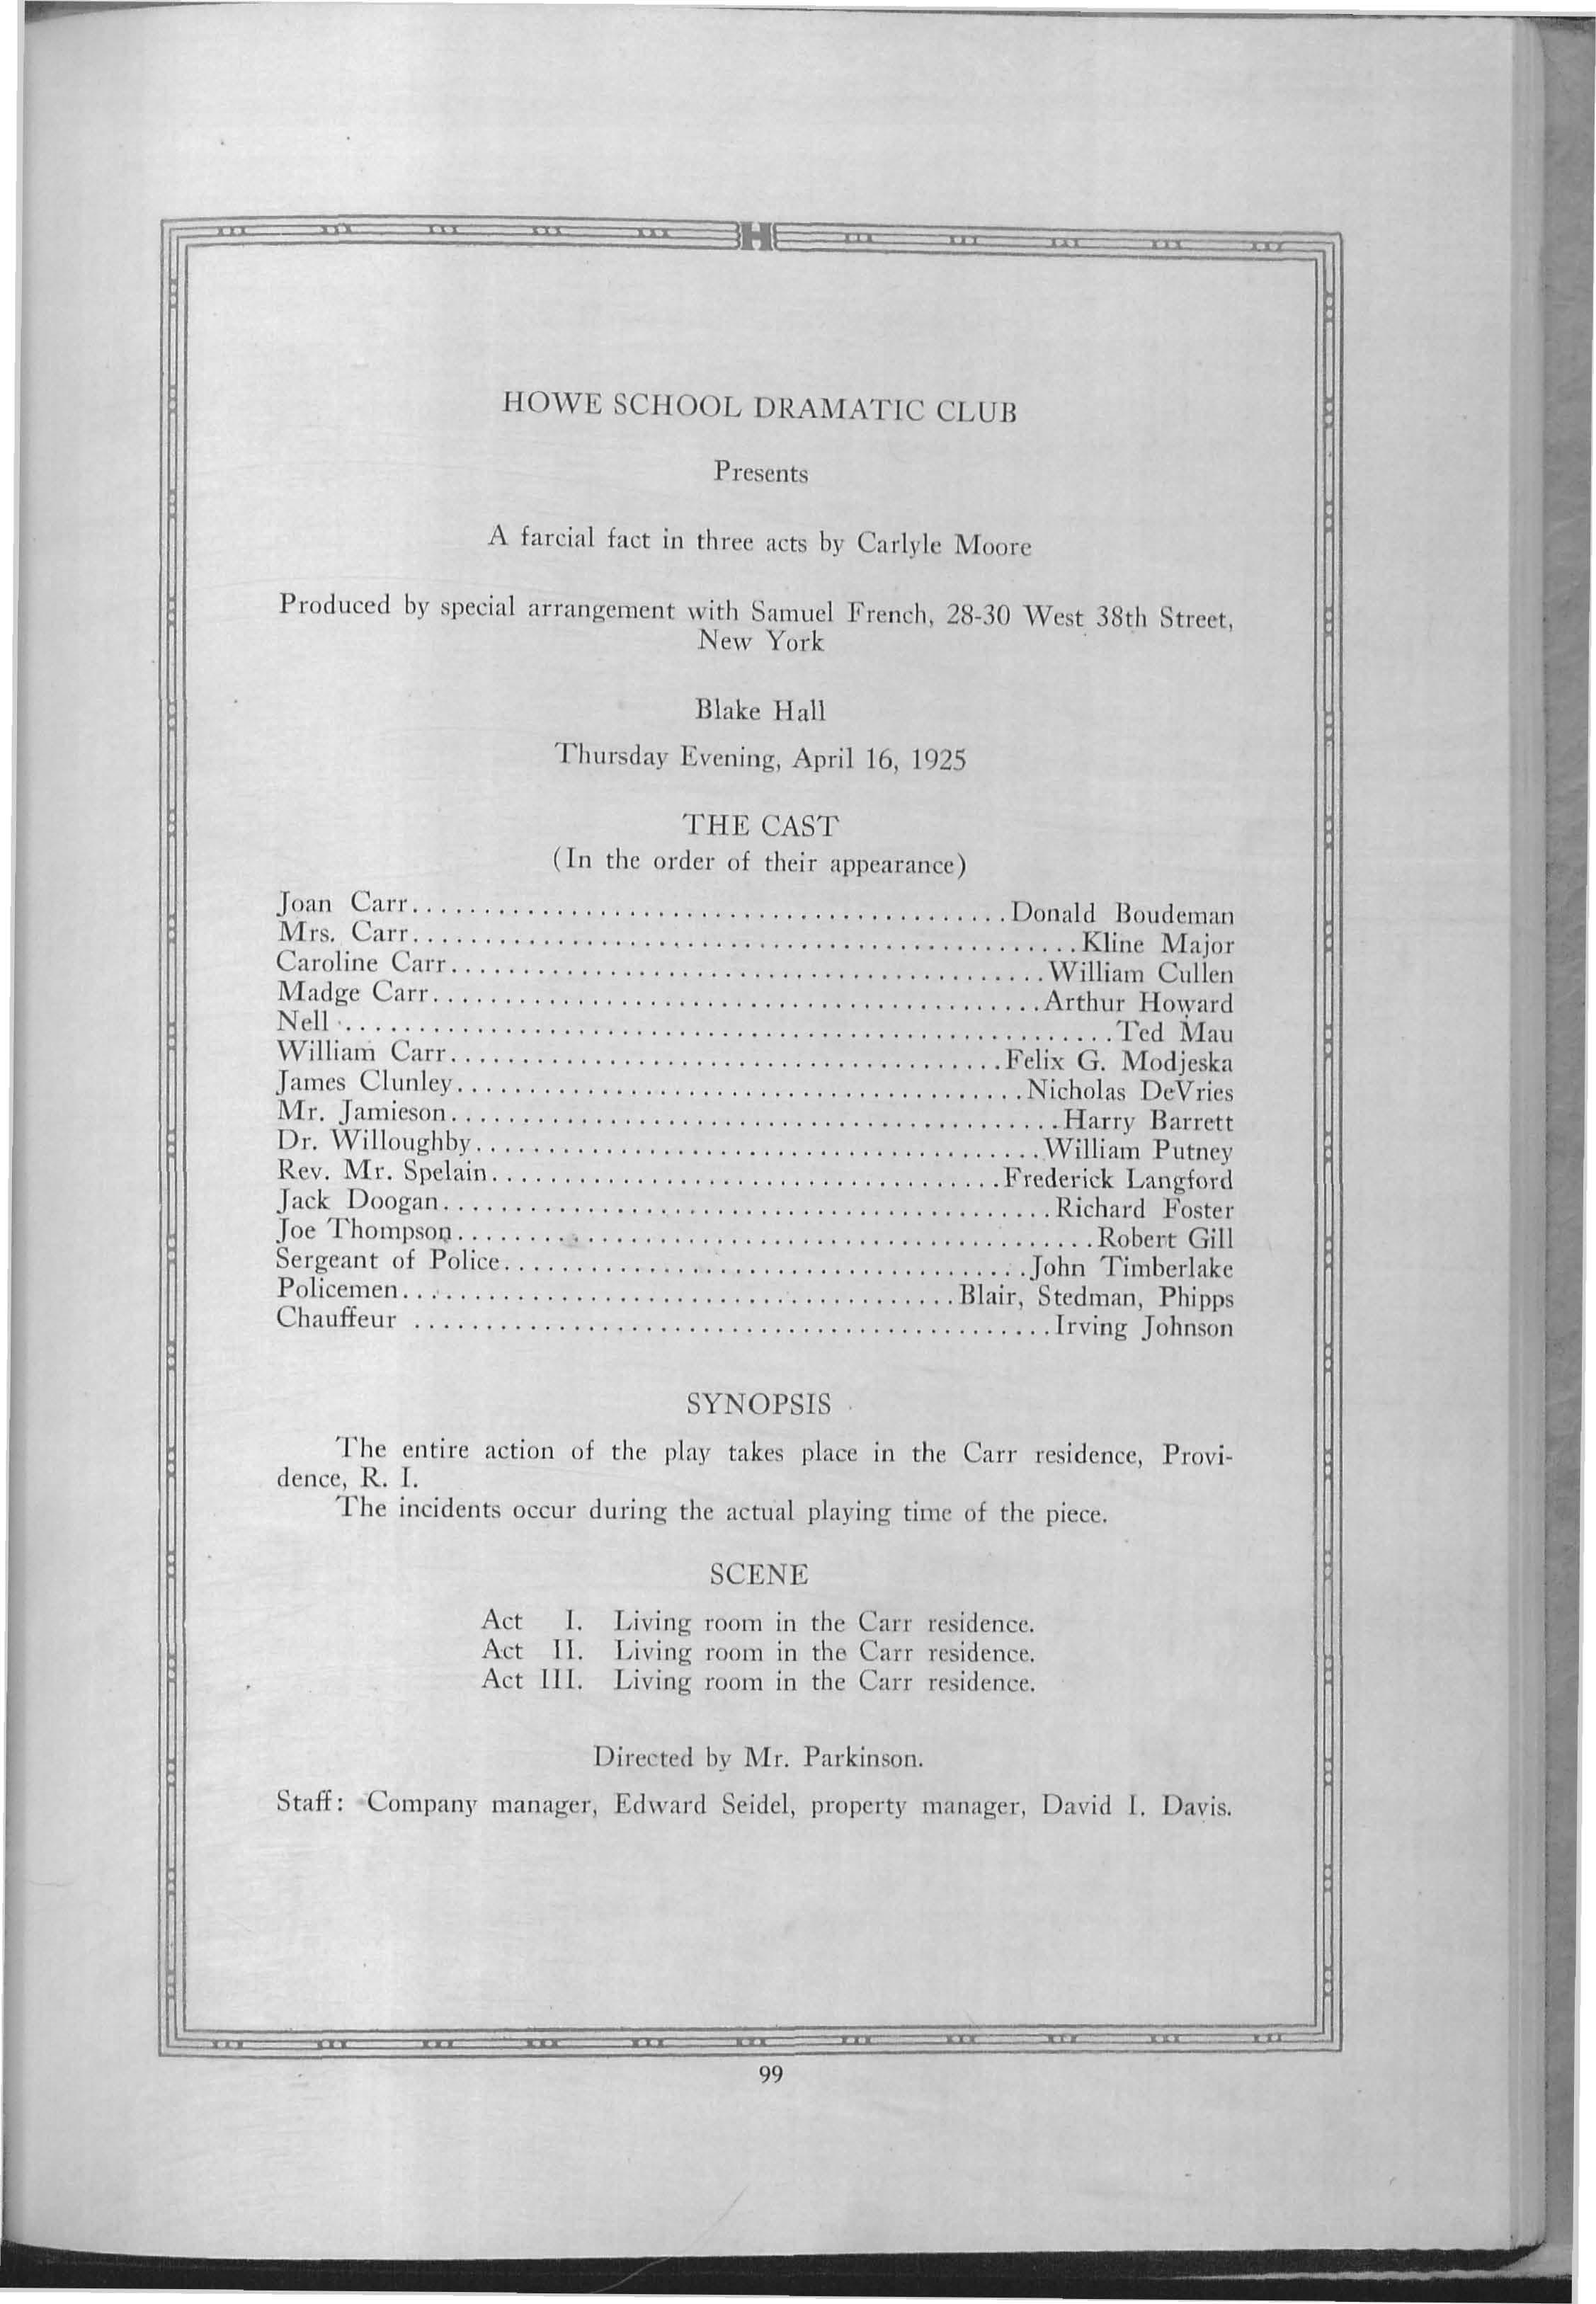 H
HOWE SCHOOL DRAMATIC CLUB
Presents
A farcial fact in three acts by Carlyle Moore
Produced by special arrangement with Samuel French, 28-30 West 38th Street,
New York
Blake Hall
Thursday Evening, April 16, 1925
THE CAST
(In the order of their appearance)
Joan Carr..........................................Donald Boudeman
Mrs. Carr..............................................Kline Major
Caroline Carr.........................................William Cullen
Madge Carr..........................................Arthur Howard
Nell.....................................................Ted Mau
William Carr......................................Felix G. Modjeska
James Clunley.......................................Nicholas DeVries
Mr. Jamieson..........................................Harry Barrett
Dr. Willoughby.......................................William Putney
Rev. Mr. Spelain...................................Frederick Langford
Jack Doogan..........................................Richard Foster
Joe Thompson............................................Robert Gill
Sergeant of Police....................................John Timberlake
Policemen......................................Blair, Stedman, Phipps
Chauffeur ............................................Irving Johnson
SYNOPSIS
The entire action of the play takes place in the Carr residence, Provi-
dence, R. I.
The incidents occur during the actual playing time of the piece.
SCENE
Act I. Living room in the Carr residence.
Act II. Living room in the Carr residence.
Act III. Living room in the Carr residence.
Directed by Mr. Parkinson.
Staff: Company manager, Edward Seidel, property manager, David I. Davis.
99